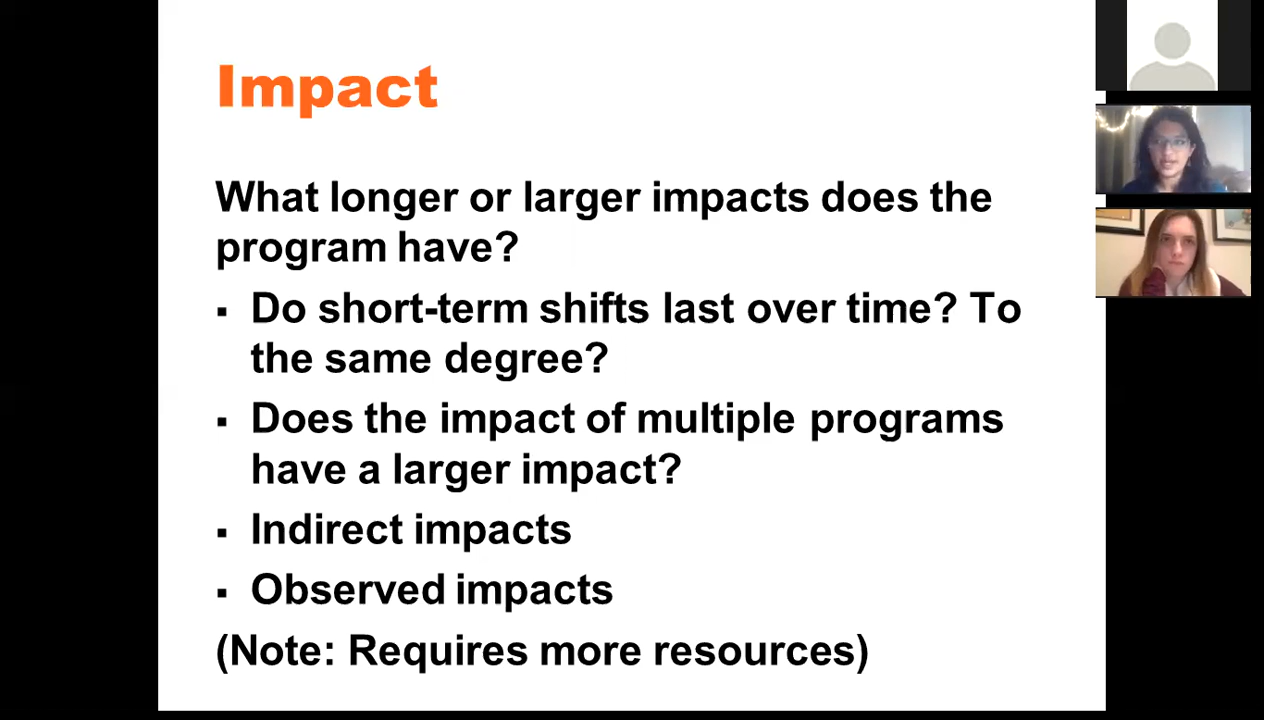 Impact
What longer or larger impacts does the
program have?
▪ Do short-term shifts last over time? To
the same degree?
▪ Does the impact of multiple programs
have a larger impact?
▪ Indirect impacts
▪ Observed impacts
(Note: Requires more resources)